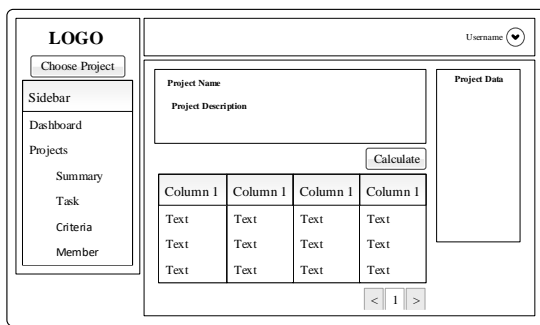 LOGO
Username
Choose Project
Sidebar
Dashboard
Projects
Summary
Task
Criteria
Member
Project Name
Project Description
Project Data
Calculate
Column 1 Column 1 Column 1 Column 1
Text Text Text Text
Text Text Text Text
Text Text Text Text
< 1 >